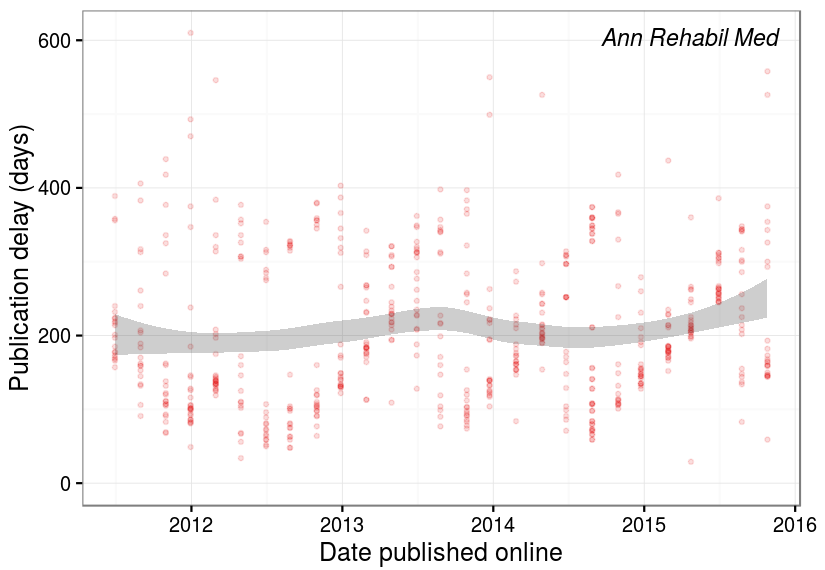 Ann Rehabil Med
Publication delay (days)
600
400
200
0
2012 2013 2014 2015 2016
Date published online